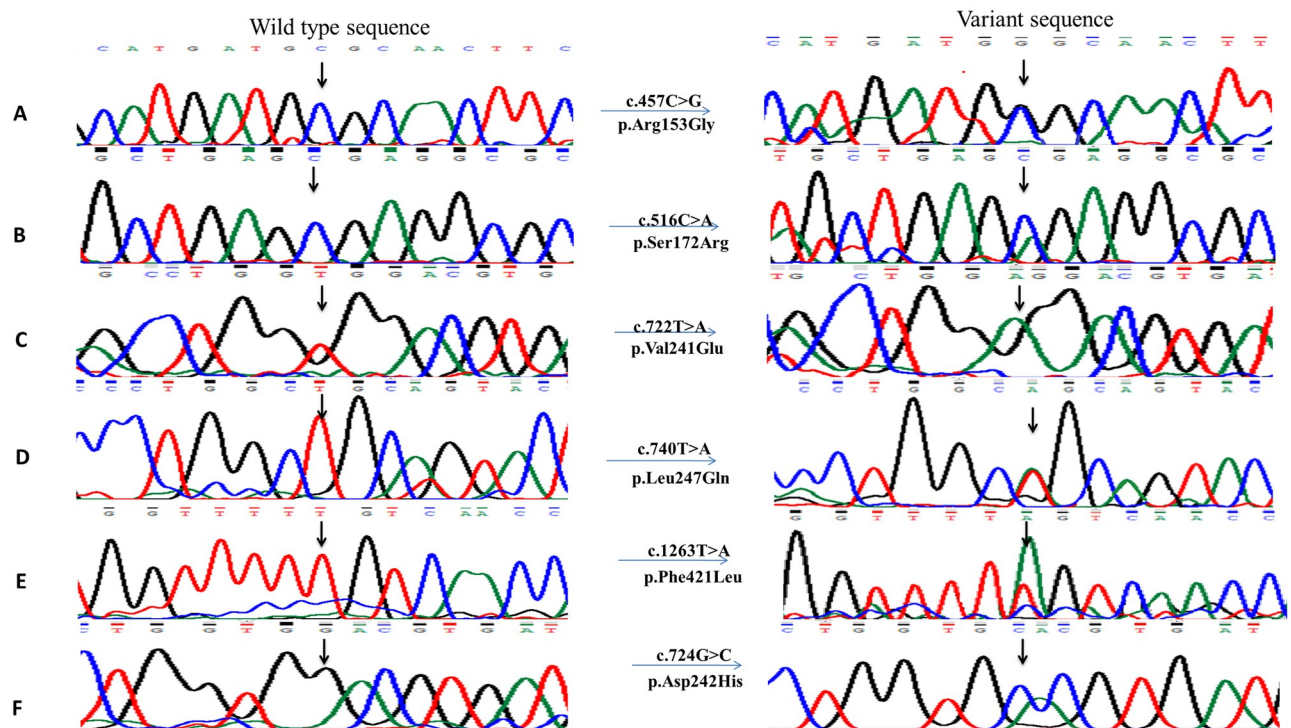 Wild type sequence
Variant sequence
C A T G A T G C G C A A C T T C
C A T G A T G G G C A A C T T
A
c.457C>G
p.Arg153Gly
G C T G A G C G A G G C G C
T G C T G A G C G A G G C G C
B
c.516C>A
p.Ser172Arg
G C C T G G T G G A C G T G
T G C T G G A G G A C G T G A
C
c.722T>A
p.Val241Glu
C C C T G G C T G C A G T A C
C C T G G C A G C A G T A C
D
c.740T>A
p.Leu247Gln
G G T T T T T G T C A A C C
G G T T T T A G T C A A C C
E
c.1263T>A
p.Phe421Leu
C T G G T G G A C G T G A T
C T G G T G C A C G T G A T
F
c.724G>C
p.Asp242His